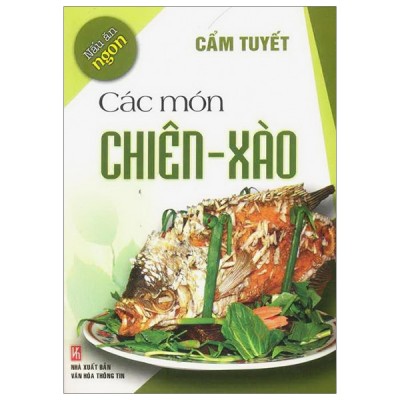 Nấu ăn
ngon
CẨM TUYẾT
Các món
CHIÊN-XÀO
NHÀ XUẤT BẢN
VĂN HÓA THÔNG TIN